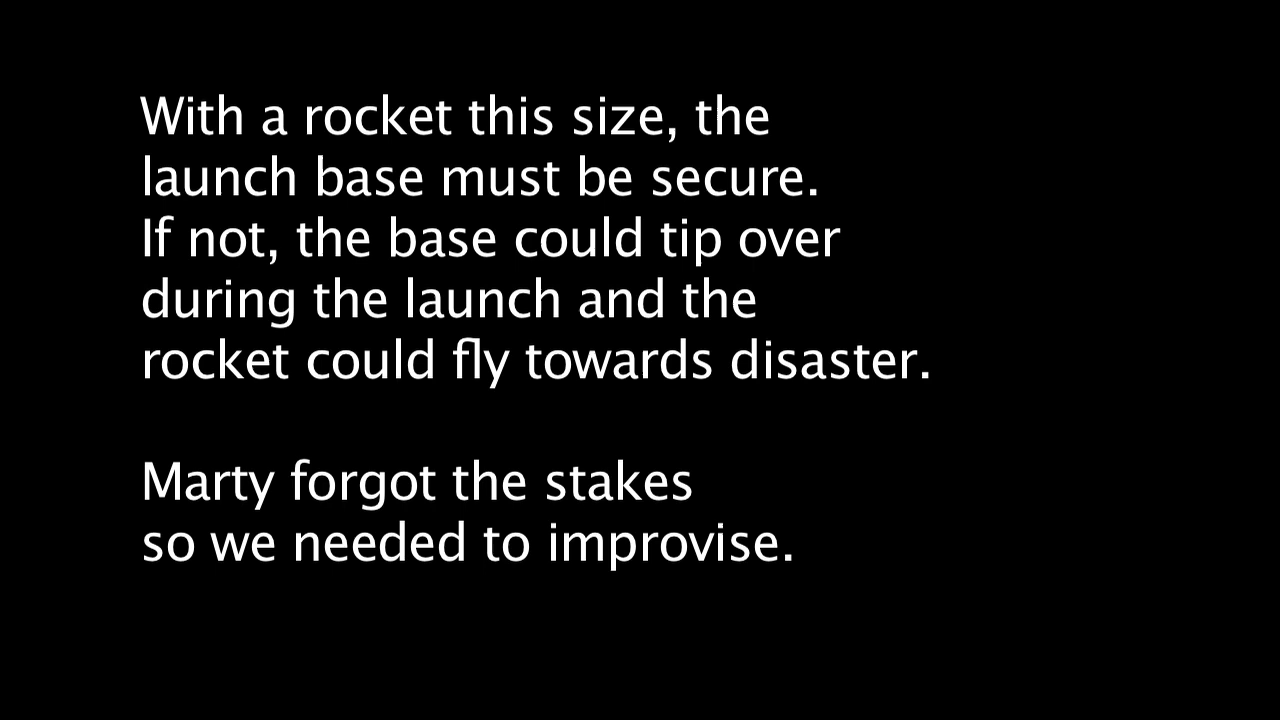 With a rocket this size, the
launch base must be secure.
If not, the base could tip over
during the launch and the
rocket could fly towards disaster.
Marty forgot the stakes
so we needed to improvise.